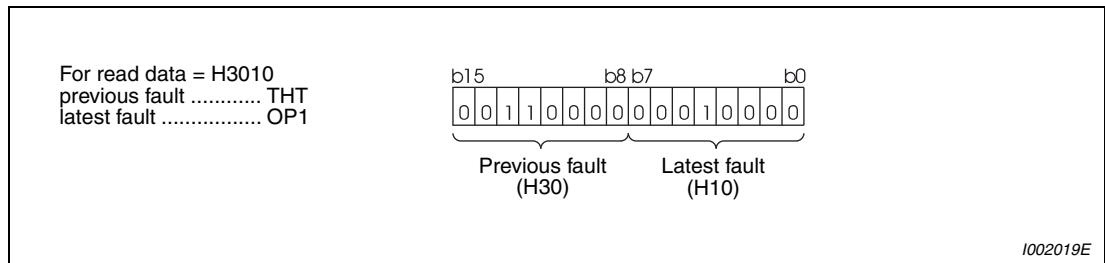 For read data = H3010
previous fault ............ THT
latest fault ................. OP1
b15 b8 b7 b0
0 0 1 1 0 0 0 0 0 0 0 1 0 0 0 0
Previous fault Latest fault
(H30) (H10)
I002019E